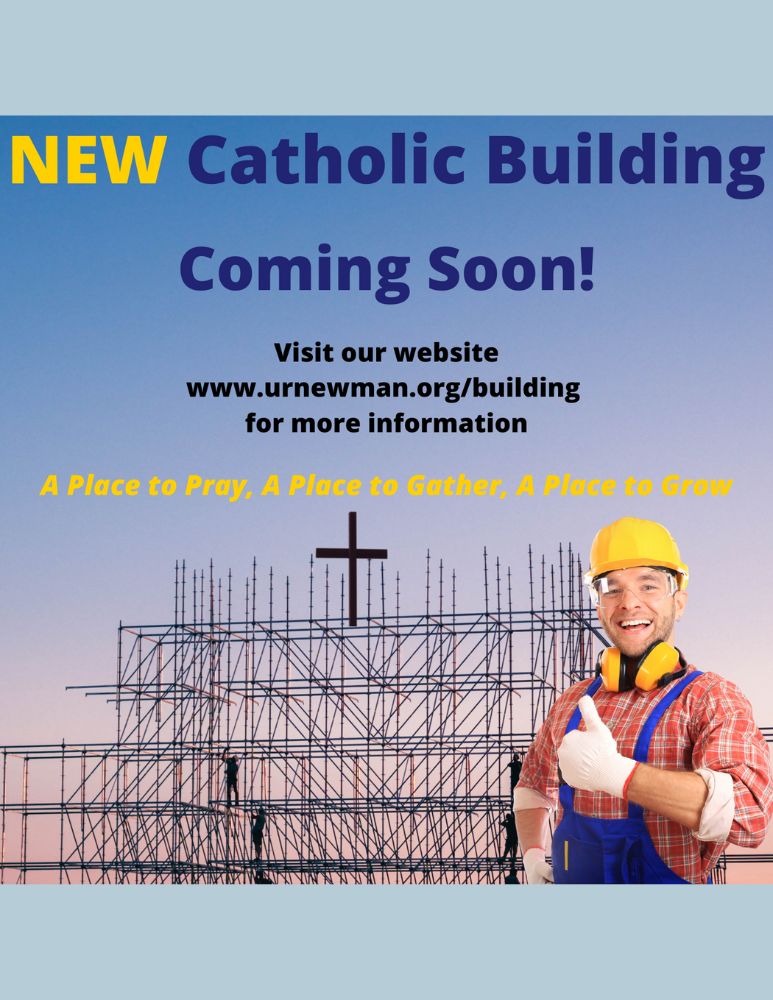 NEW Catholic Building
Coming Soon!
Visit our website
www.urnewman.org/building
for more information
A Place to Pray, A Place to Gather, A Place to Grow